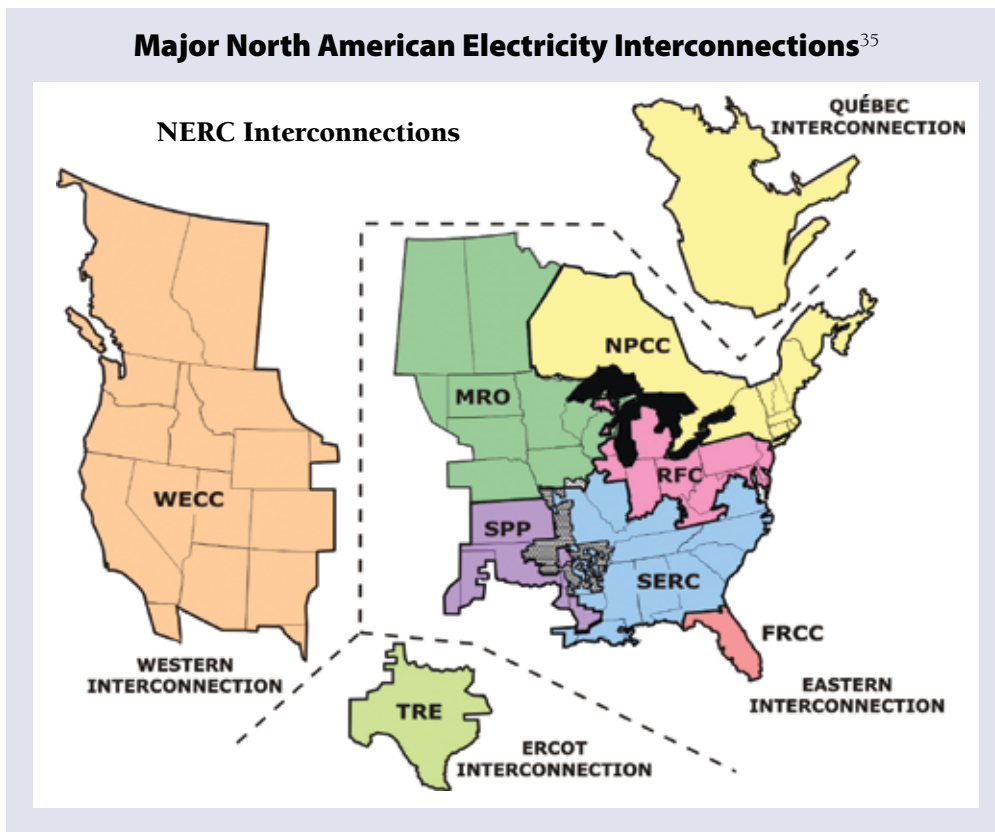 Major North American Electricity Interconnections35
NERC Interconnections
QUÉBEC
INTERCONNECTION
NPCC
MRO
RFC
WECC
SPP
SERC
FRCC
WESTERN
INTERCONNECTION
EASTERN
INTERCONNECTION
TRE
ERCOT
INTERCONNECTION